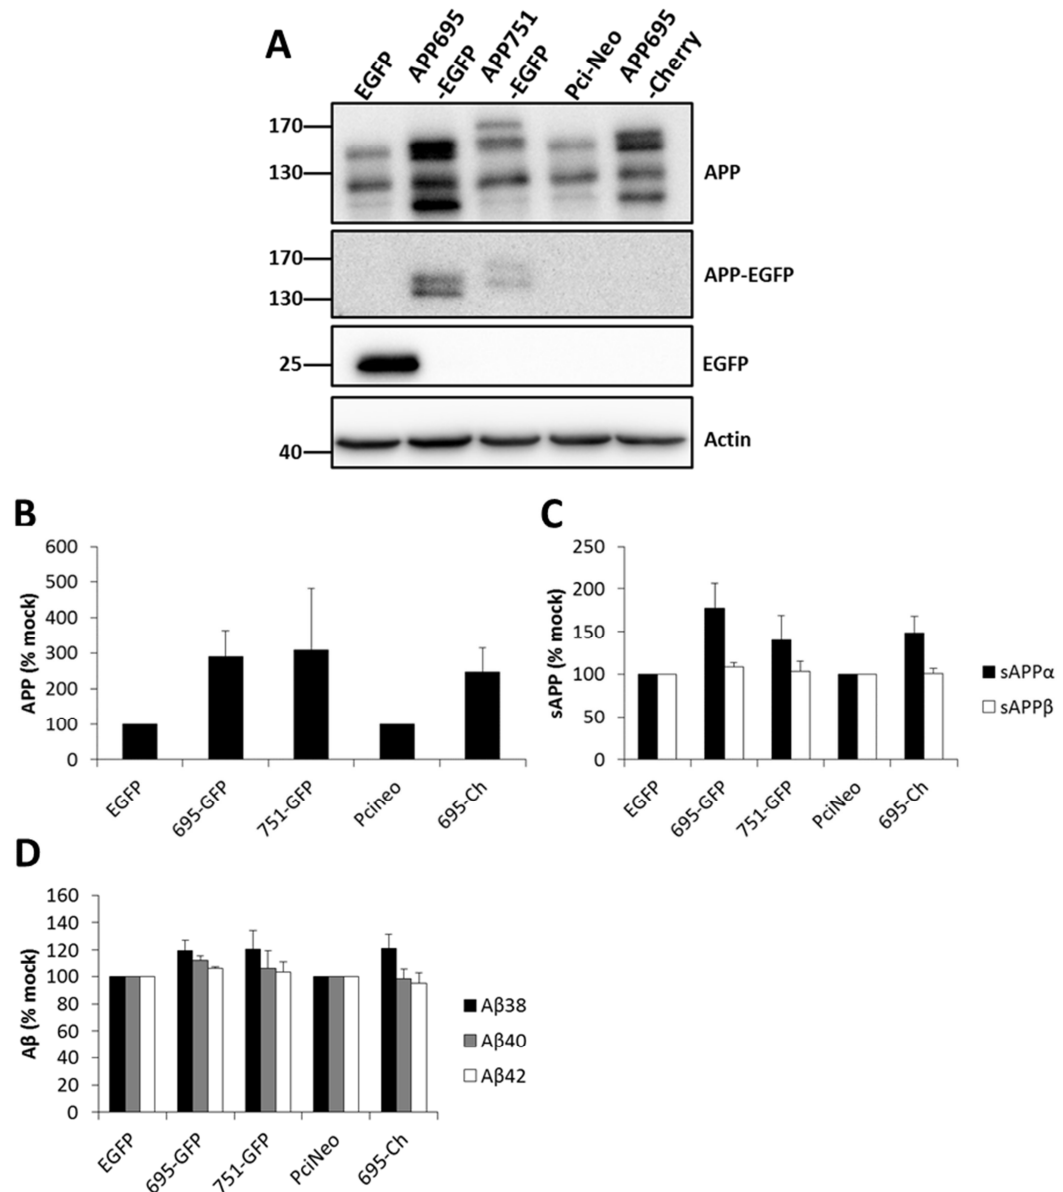 A
EGFP
APP695
-EGFP
APP751
-EGFP
Pci-Neo
APP695
-Cherry
170
130
APP
170
130
APP-EGFP
25
EGFP
40
Actin
B
APP (% mock)
600
500
400
300
200
100
0
EGFP
695-GFP
751-GFP
Pcineo
695-Ch
C
sAPP (% mock)
250
200
150
100
50
0
EGFP
695-GFP
751-GFP
PciNeo
695-Ch
sAPPα
sAPPβ
D
Aβ (% mock)
160
140
120
100
80
60
40
20
0
EGFP
695-GFP
751-GFP
PciNeo
695-Ch
Aβ38
Aβ40
Aβ42